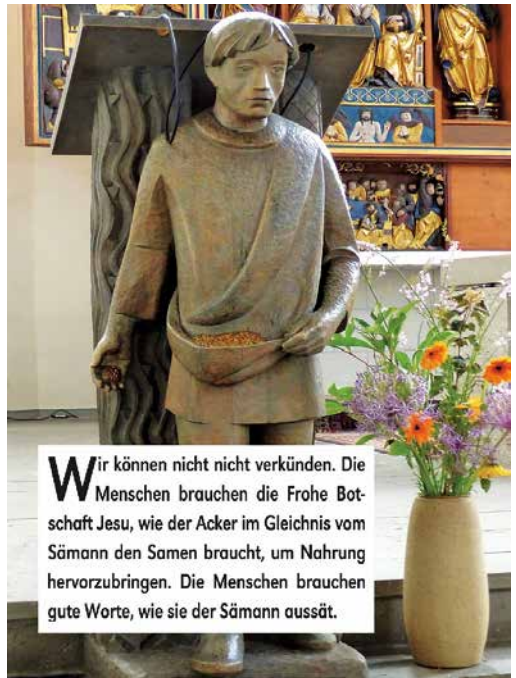 Wir können nicht nicht verkünden. Die
Menschen brauchen die Frohe Bot-
schaft Jesu, wie der Acker im Gleichnis vom
Sämann den Samen braucht, um Nahrung
hervorzubringen. Die Menschen brauchen
gute Worte, wie sie der Sämann aussät.